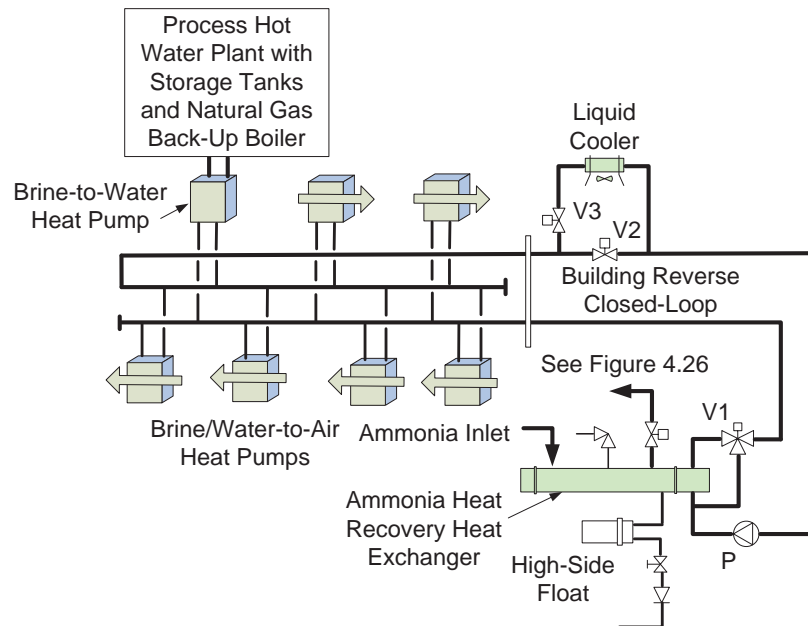 Process Hot
Water Plant with
Storage Tanks
and Natural Gas
Back-Up Boiler
Liquid
Cooler
Brine-to-Water
Heat Pump
V3
V2
Building Reverse
Closed-Loop
See Figure 4.26
V1
Brine/Water-to-Air
Heat Pumps
Ammonia Inlet
Ammonia Heat
Recovery Heat
Exchanger
High-Side
Float
P